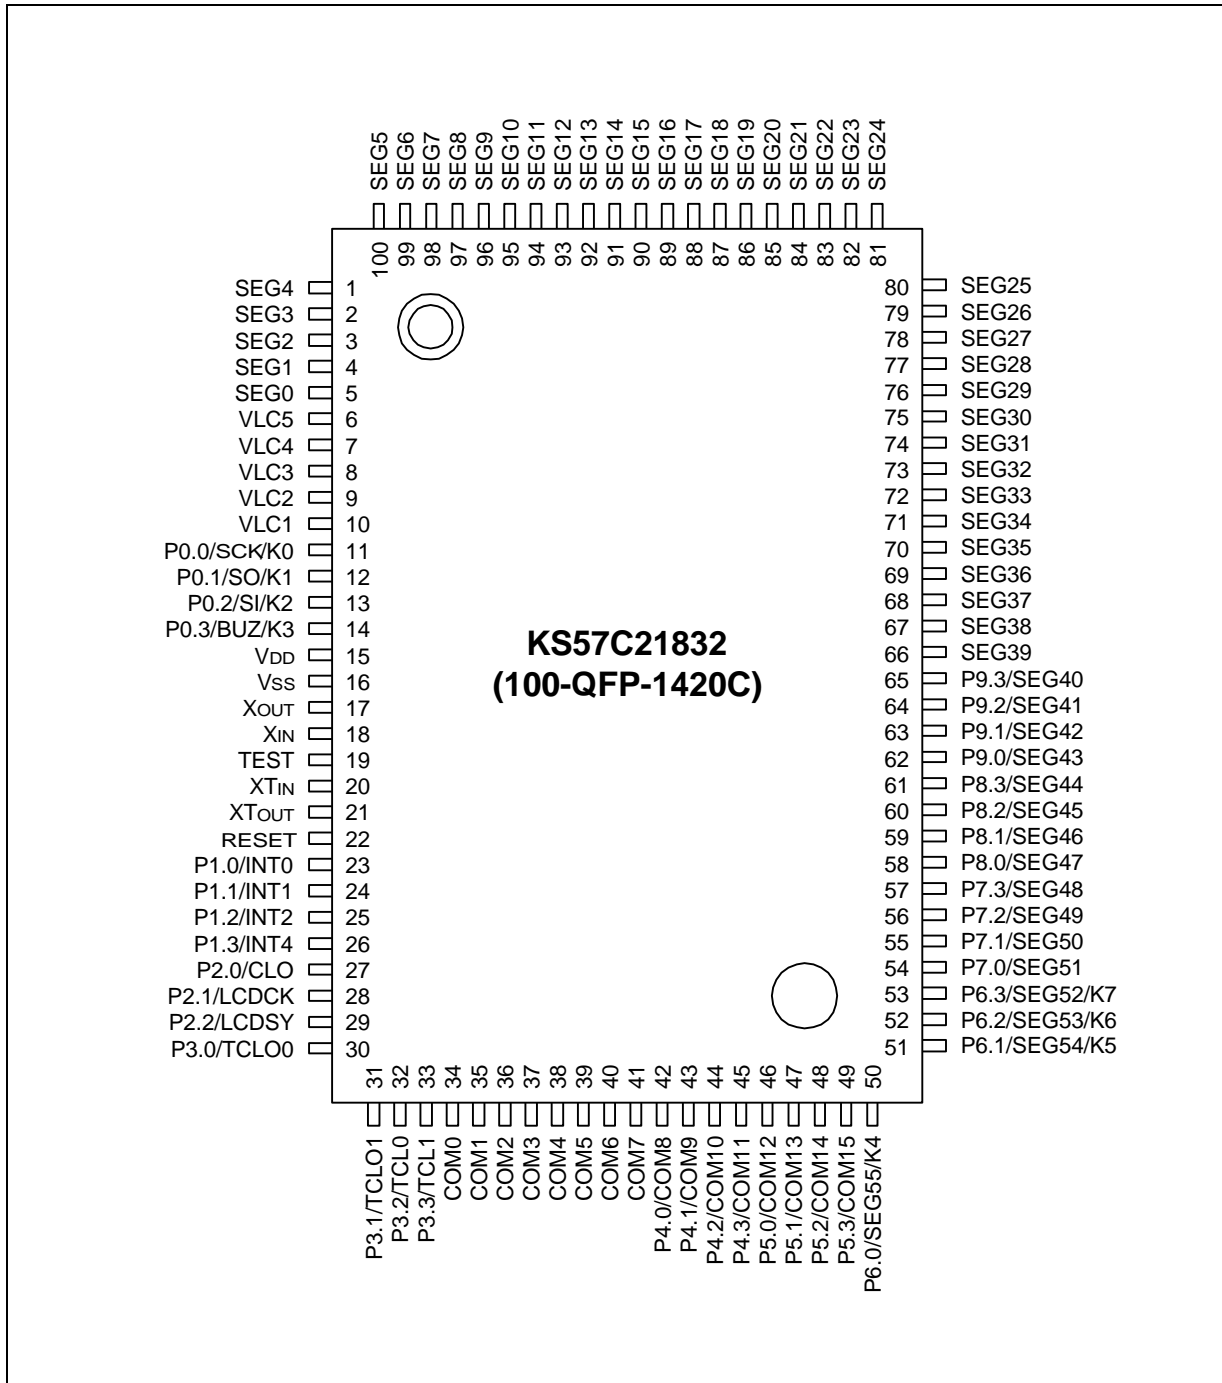 SEG5
SEG6
SEG7
SEG8
SEG9
SEG10
SEG11
SEG12
SEG13
SEG14
SEG15
SEG16
SEG17
SEG18
SEG19
SEG20
SEG21
SEG22
SEG23
SEG24
100
99
98
97
96
95
94
93
92
91
90
89
88
87
86
85
84
83
82
81
SEG4 1
SEG3 2
SEG2 3
SEG1 4
SEG0 5
VLC5 6
VLC4 7
VLC3 8
VLC2 9
VLC1 10
P0.0/SCK/K0 11
P0.1/SO/K1 12
P0.2/SI/K2 13
P0.3/BUZ/K3 14
VDD 15
VSS 16
XOUT 17
XIN 18
TEST 19
XTIN 20
XTOUT 21
RESET 22
P1.0/INT0 23
P1.1/INT1 24
P1.2/INT2 25
P1.3/INT4 26
P2.0/CLO 27
P2.1/LCDCK 28
P2.2/LCDSY 29
P3.0/TCLO0 30
KS57C21832
(100-QFP-1420C)
80 SEG25
79 SEG26
78 SEG27
77 SEG28
76 SEG29
75 SEG30
74 SEG31
73 SEG32
72 SEG33
71 SEG34
70 SEG35
69 SEG36
68 SEG37
67 SEG38
66 SEG39
65 P9.3/SEG40
64 P9.2/SEG41
63 P9.1/SEG42
62 P9.0/SEG43
61 P8.3/SEG44
60 P8.2/SEG45
59 P8.1/SEG46
58 P8.0/SEG47
57 P7.3/SEG48
56 P7.2/SEG49
55 P7.1/SEG50
54 P7.0/SEG51
53 P6.3/SEG52/K7
52 P6.2/SEG53/K6
51 P6.1/SEG54/K5
31
32
33
34
35
36
37
38
39
40
41
42
43
44
45
46
47
48
49
50
P3.1/TCLO1
P3.2/TCL0
P3.3/TCL1
COM0
COM1
COM2
COM3
COM4
COM5
COM6
COM7
P4.0/COM8
P4.1/COM9
P4.2/COM10
P4.3/COM11
P5.0/COM12
P5.1/COM13
P5.2/COM14
P5.3/COM15
P6.0/SEG55/K4